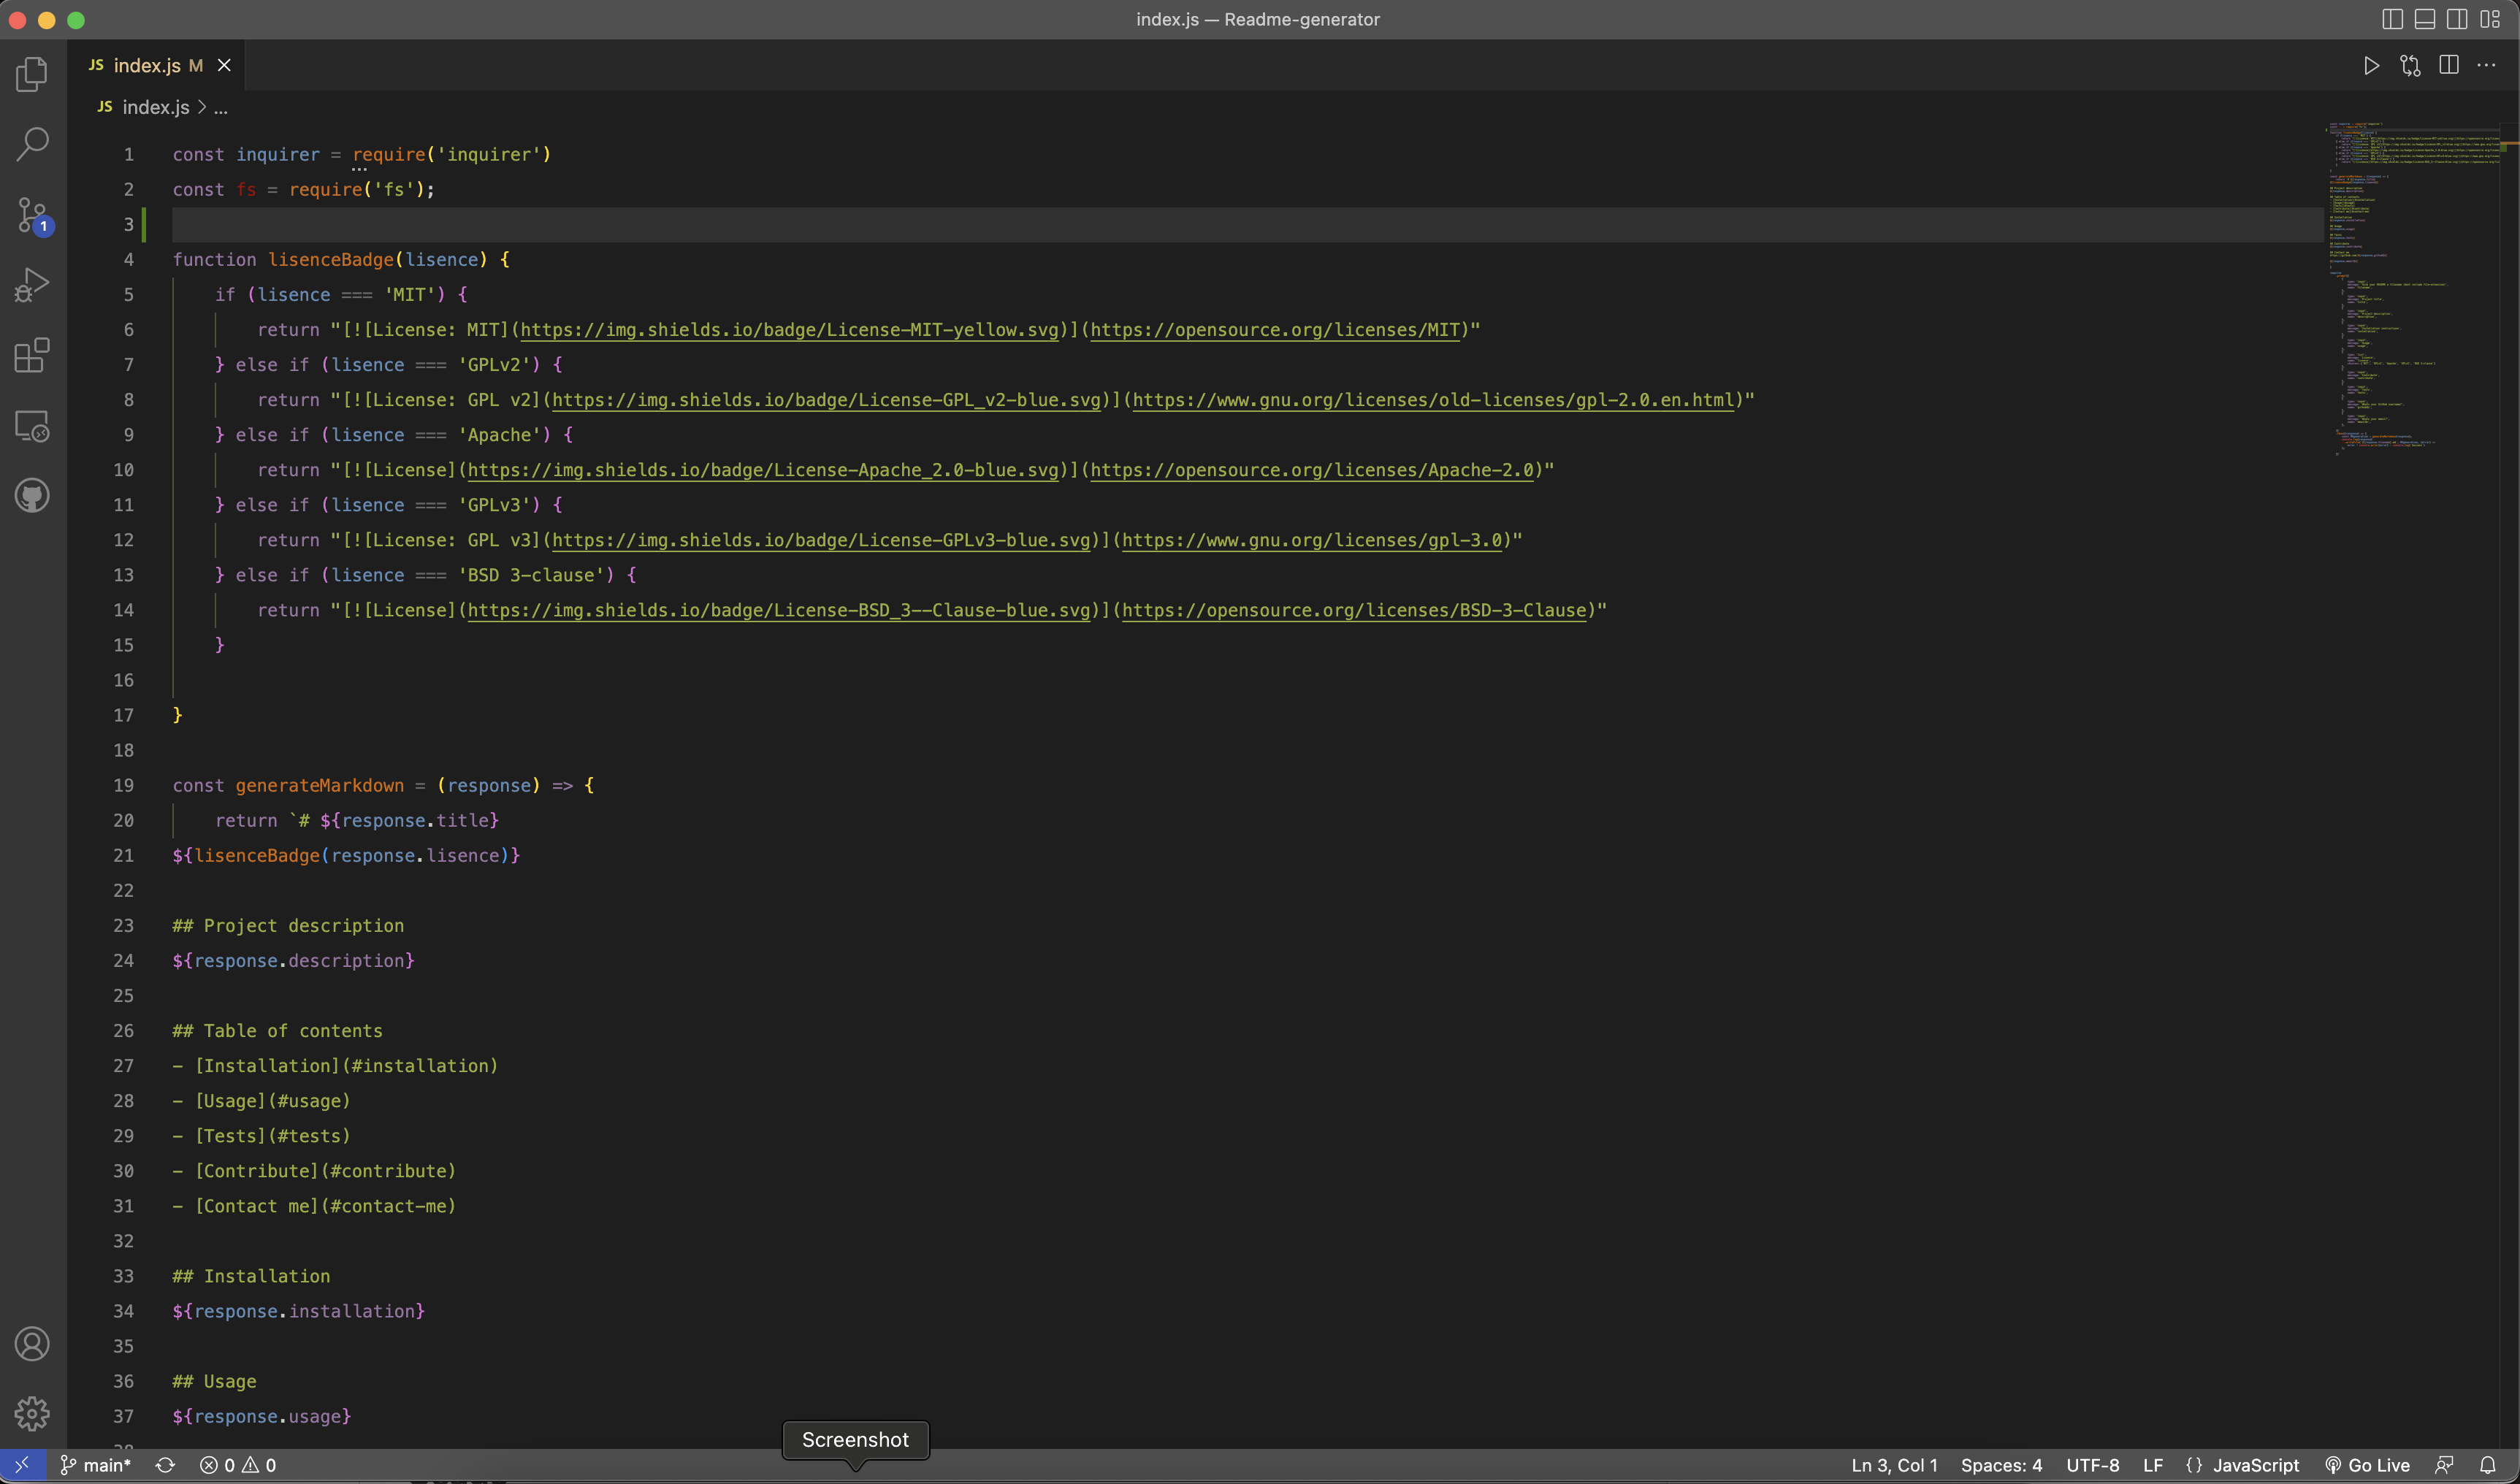 index.js — Readme-generator
JS index.js M
JS index.js > ...
1 const inquirer = require('inquirer')
2 const fs = require('fs');
3
4 function lisenceBadge(lisence) {
5 if (lisence === 'MIT') {
6 return "[![License: MIT](https://img.shields.io/badge/License-MIT-yellow.svg)](https://opensource.org/licenses/MIT)"
7 } else if (lisence === 'GPLv2') {
8 return "[![License: GPL v2](https://img.shields.io/badge/License-GPL_v2-blue.svg)](https://www.gnu.org/licenses/old-licenses/gpl-2.0.en.html)"
9 } else if (lisence === 'Apache') {
10 return "[![License](https://img.shields.io/badge/License-Apache_2.0-blue.svg)](https://opensource.org/licenses/Apache-2.0)"
11 } else if (lisence === 'GPLv3') {
12 return "[![License: GPL v3](https://img.shields.io/badge/License-GPLv3-blue.svg)](https://www.gnu.org/licenses/gpl-3.0)"
13 } else if (lisence === 'BSD 3-clause') {
14 return "[![License](https://img.shields.io/badge/License-BSD_3--Clause-blue.svg)](https://opensource.org/licenses/BSD-3-Clause)"
15 }
16
17 }
18
19 const generateMarkdown = (response) => {
20 return `# ${response.title}
21 ${lisenceBadge(response.lisence)}
22
23 ## Project description
24 ${response.description}
25
26 ## Table of contents
27 - [Installation](#installation)
28 - [Usage](#usage)
29 - [Tests](#tests)
30 - [Contribute](#contribute)
31 - [Contact me](#contact-me)
32
33 ## Installation
34 ${response.installation}
35
36 ## Usage
37 ${response.usage}
1
Screenshot
main* 0 0 Ln 3, Col 1 Spaces: 4 UTF-8 LF {} JavaScript Go Live